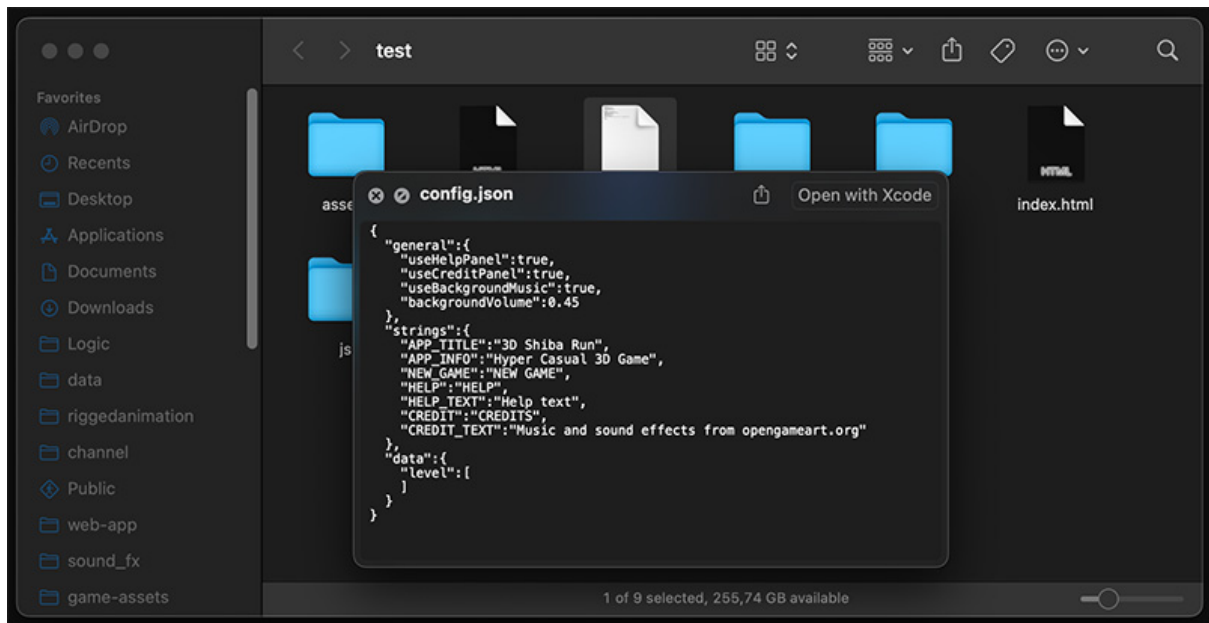 test
Favorites
AirDrop
Recents
Desktop
Applications
Documents
Downloads
Logic
data
riggedanimation
channel
Public
web-app
sound_fx
game-assets
HTML
index.html
asse
js
config.json
Open with Xcode
{
"general":{
"useHelpPanel":true,
"useCreditPanel":true,
"useBackgroundMusic":true,
"backgroundVolume":0.45
},
"strings":{
"APP_TITLE":"3D Shiba Run",
"APP_INFO":"Hyper Casual 3D Game",
"NEW_GAME":"NEW GAME",
"HELP":"HELP",
"HELP_TEXT":"Help text",
"CREDIT":"CREDITS",
"CREDIT_TEXT":"Music and sound effects from opengameart.org"
},
"data":{
"level":[
]
}
}
1 of 9 selected, 255,74 GB available